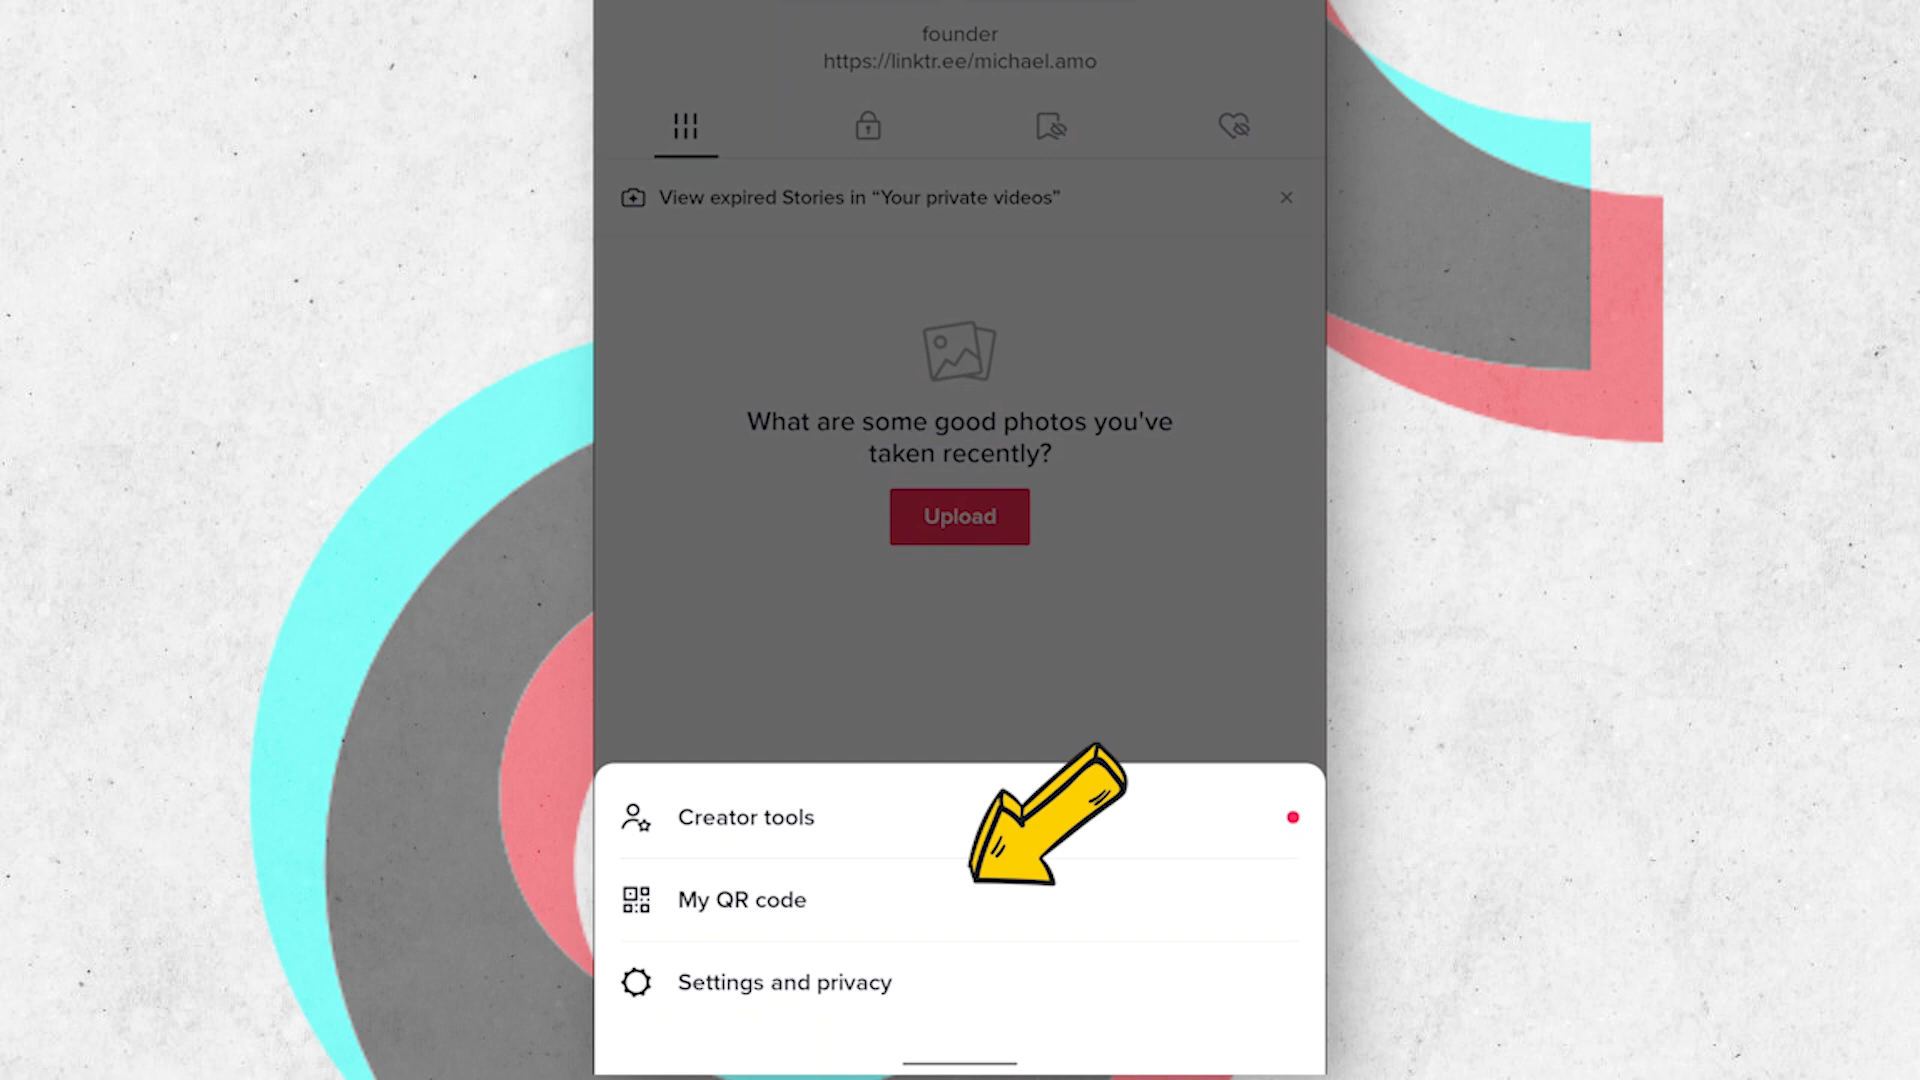 founder
https://linktr.ee/michael.amo
View expired Stories in “Your private videos”
What are some good photos you've
taken recently?
Upload
Creator tools
My QR code
Settings and privacy